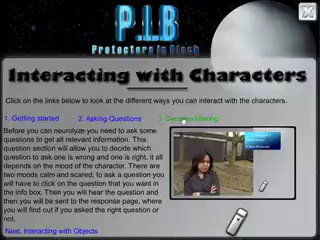 P.I.B
Protectors in Black
Interacting with Characters
Click on the links below to look at the different ways you can interact with the characters.
1. Getting started 2. Asking Questions
Before you can neurolyze you need to ask some
questions to get all relevant information. This
question section will allow you to decide which
question to ask one is wrong and one is right, it all
depends on the mood of the character. There are
two moods calm and scared; to ask a question you
will have to click on the question that you want in
the info box. Then you will hear the question and
then you will be sent to the response page, where
you will find out if you asked the right question or
not.
Next: Interacting with Objects